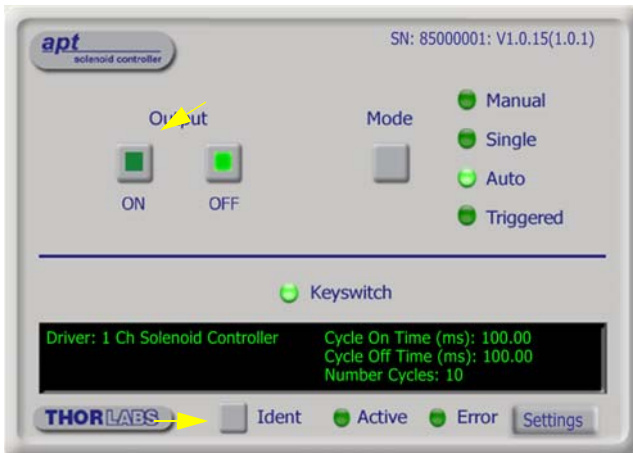 apt
solenoid controller
SN: 85000001: V1.0.15(1.0.1)
Output
ON
OFF
Mode
Manual
Single
Auto
Triggered
Keyswitch
Driver: 1 Ch Solenoid Controller
Cycle On Time (ms): 100.00
Cycle Off Time (ms): 100.00
Number Cycles: 10
THORLABS
Ident
Active
Error
Settings